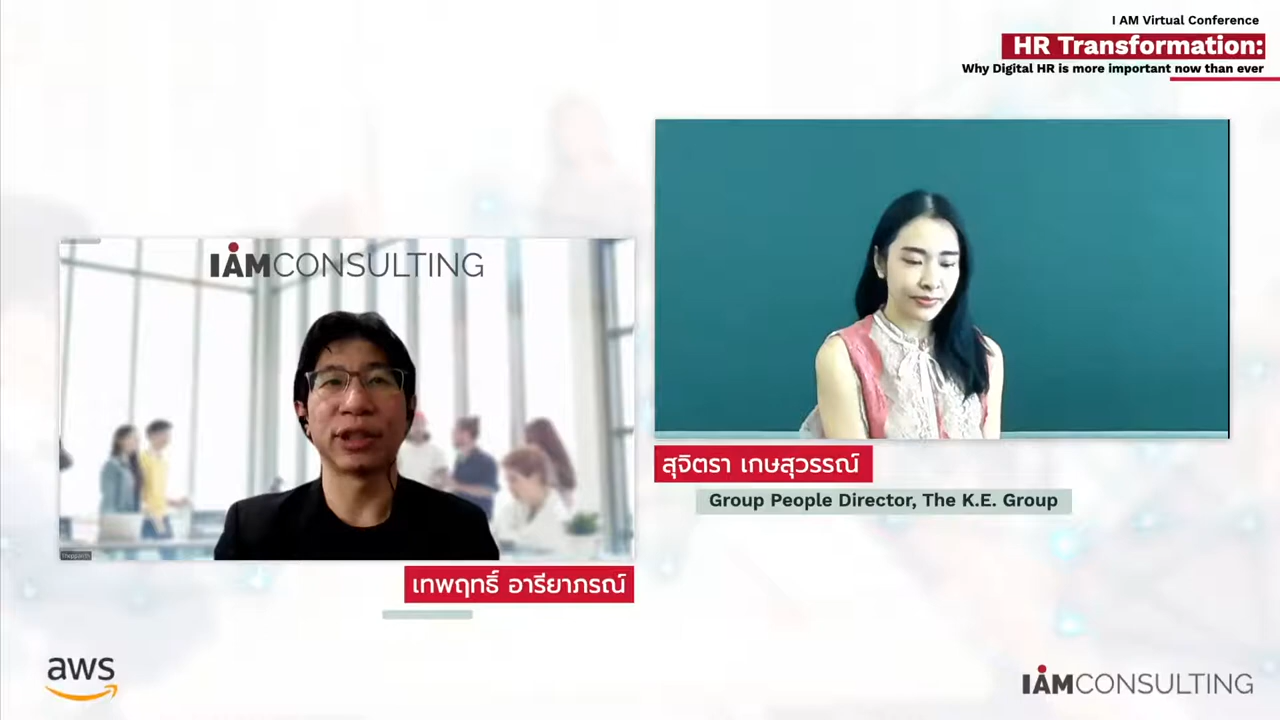 I AM Virtual Conference
HR Transformation:
Why Digital HR is more important now than ever
IAMCONSULTING
สุจิตรา เกษสุวรรณ์
Group People Director, The K.E. Group
เทพฤทธิ์ อารียาภรณ์
aws
IAMCONSULTING